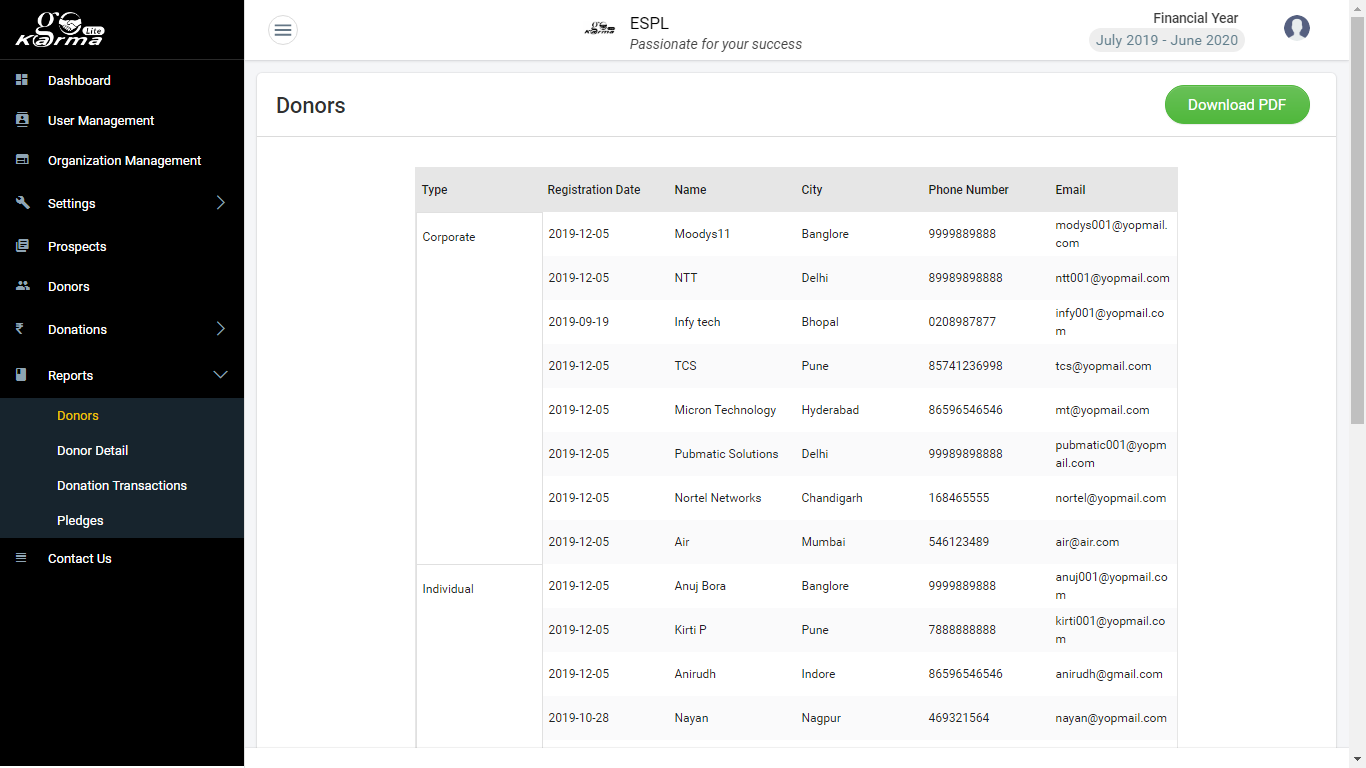 go
Karma Lite
Dashboard
User Management
Organization Management
Settings
Prospects
Donors
Donations
Reports
Donors
Donor Detail
Donation Transactions
Pledges
Contact Us
go
Karma
ESPL
Passionate for your success
Financial Year
July 2019 - June 2020
Donors
Download PDF
Type Registration Date Name City Phone Number Email
Corporate 2019-12-05 Moodys11 Banglore 9999889888 modys001@yopmail.
com
2019-12-05 NTT Delhi 89989898888 ntt001@yopmail.com
2019-09-19 Infy tech Bhopal 0208987877 infy001@yopmail.co
m
2019-12-05 TCS Pune 85741236998 tcs@yopmail.com
2019-12-05 Micron Technology Hyderabad 86596546546 mt@yopmail.com
2019-12-05 Pubmatic Solutions Delhi 99989898888 pubmatic001@yopm
ail.com
2019-12-05 Nortel Networks Chandigarh 168465555 nortel@yopmail.com
2019-12-05 Air Mumbai 546123489 air@air.com
Individual 2019-12-05 Anuj Bora Banglore 9999889888 anuj001@yopmail.co
m
2019-12-05 Kirti P Pune 7888888888 kirti001@yopmail.co
m
2019-12-05 Anirudh Indore 86596546546 anirudh@gmail.com
2019-10-28 Nayan Nagpur 469321564 nayan@yopmail.com